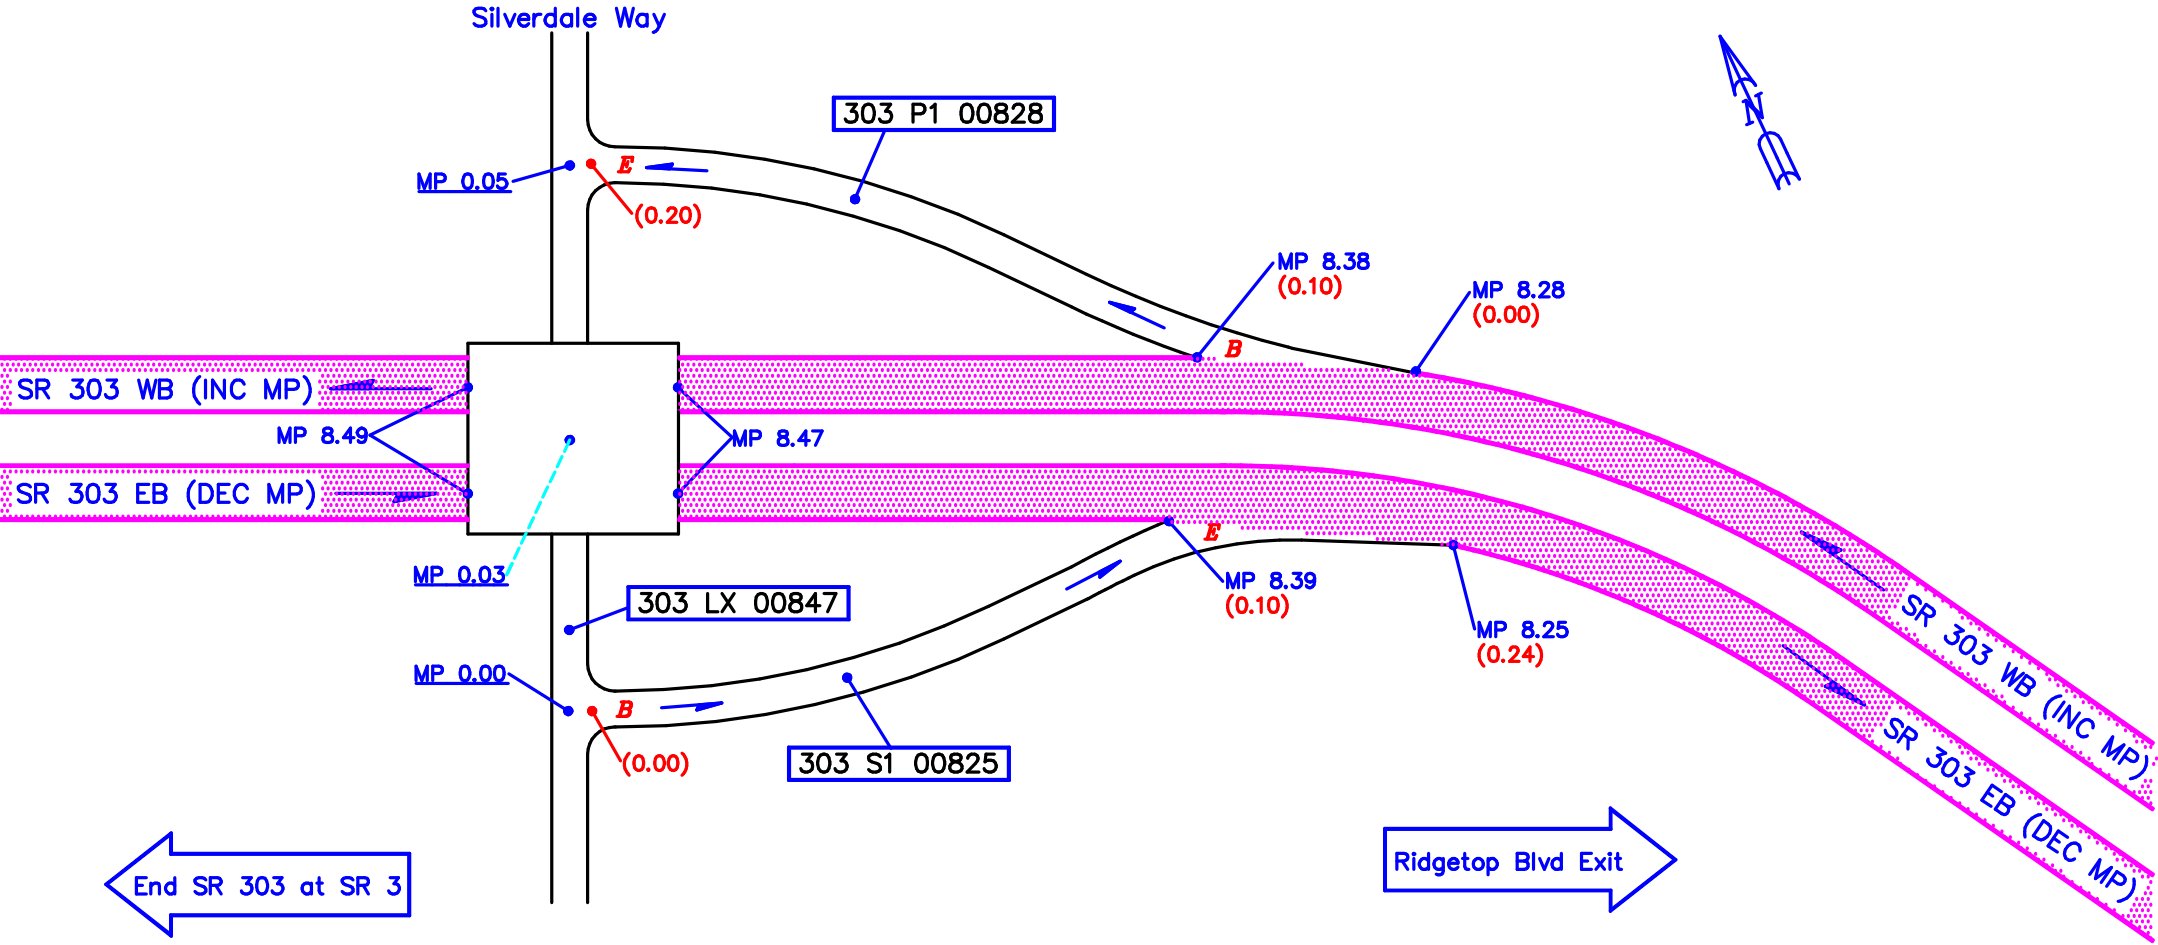 Silverdale Way
303 P1 00828
N
MP 0.05
E
(0.20)
MP 8.38
(0.10)
MP 8.28
(0.00)
B
SR 303 WB (INC MP)
MP 8.49
MP 8.47
SR 303 EB (DEC MP)
E
MP 0.03
MP 8.39
(0.10)
303 LX 00847
MP 8.25
(0.24)
SR 303 WB (INC MP)
MP 0.00
B
(0.00)
303 S1 00825
SR 303 EB (DEC MP)
End SR 303 at SR 3
Ridgetop Blvd Exit